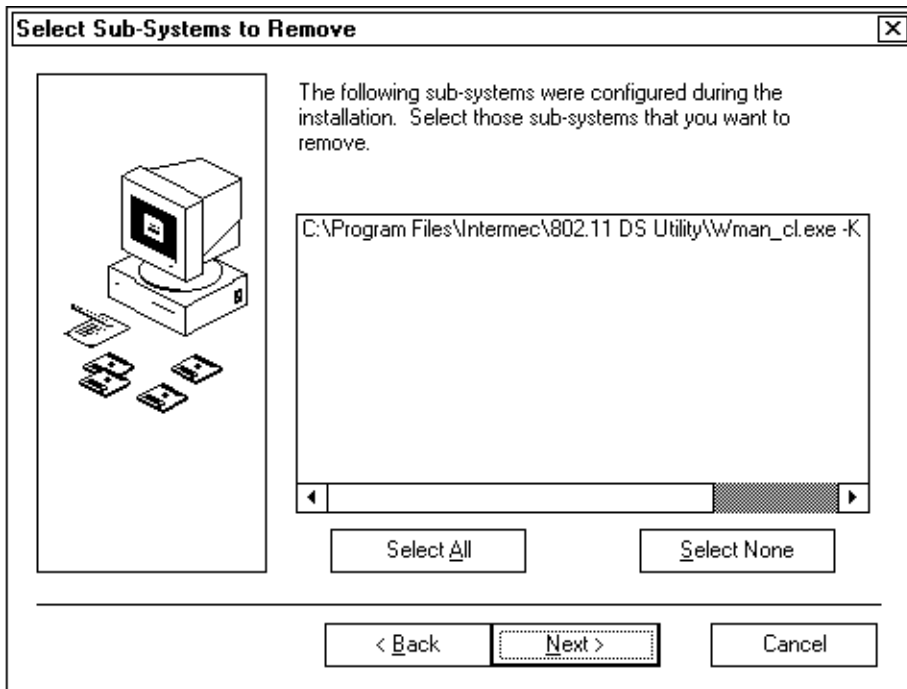 Select Sub-Systems to Remove
The following sub-systems were configured during the
installation.  Select those sub-systems that you want to
remove.
C:\Program Files\Intermec\802.11 DS Utility\Wman_cl.exe -K
Select All
Select None
< Back
Next >
Cancel